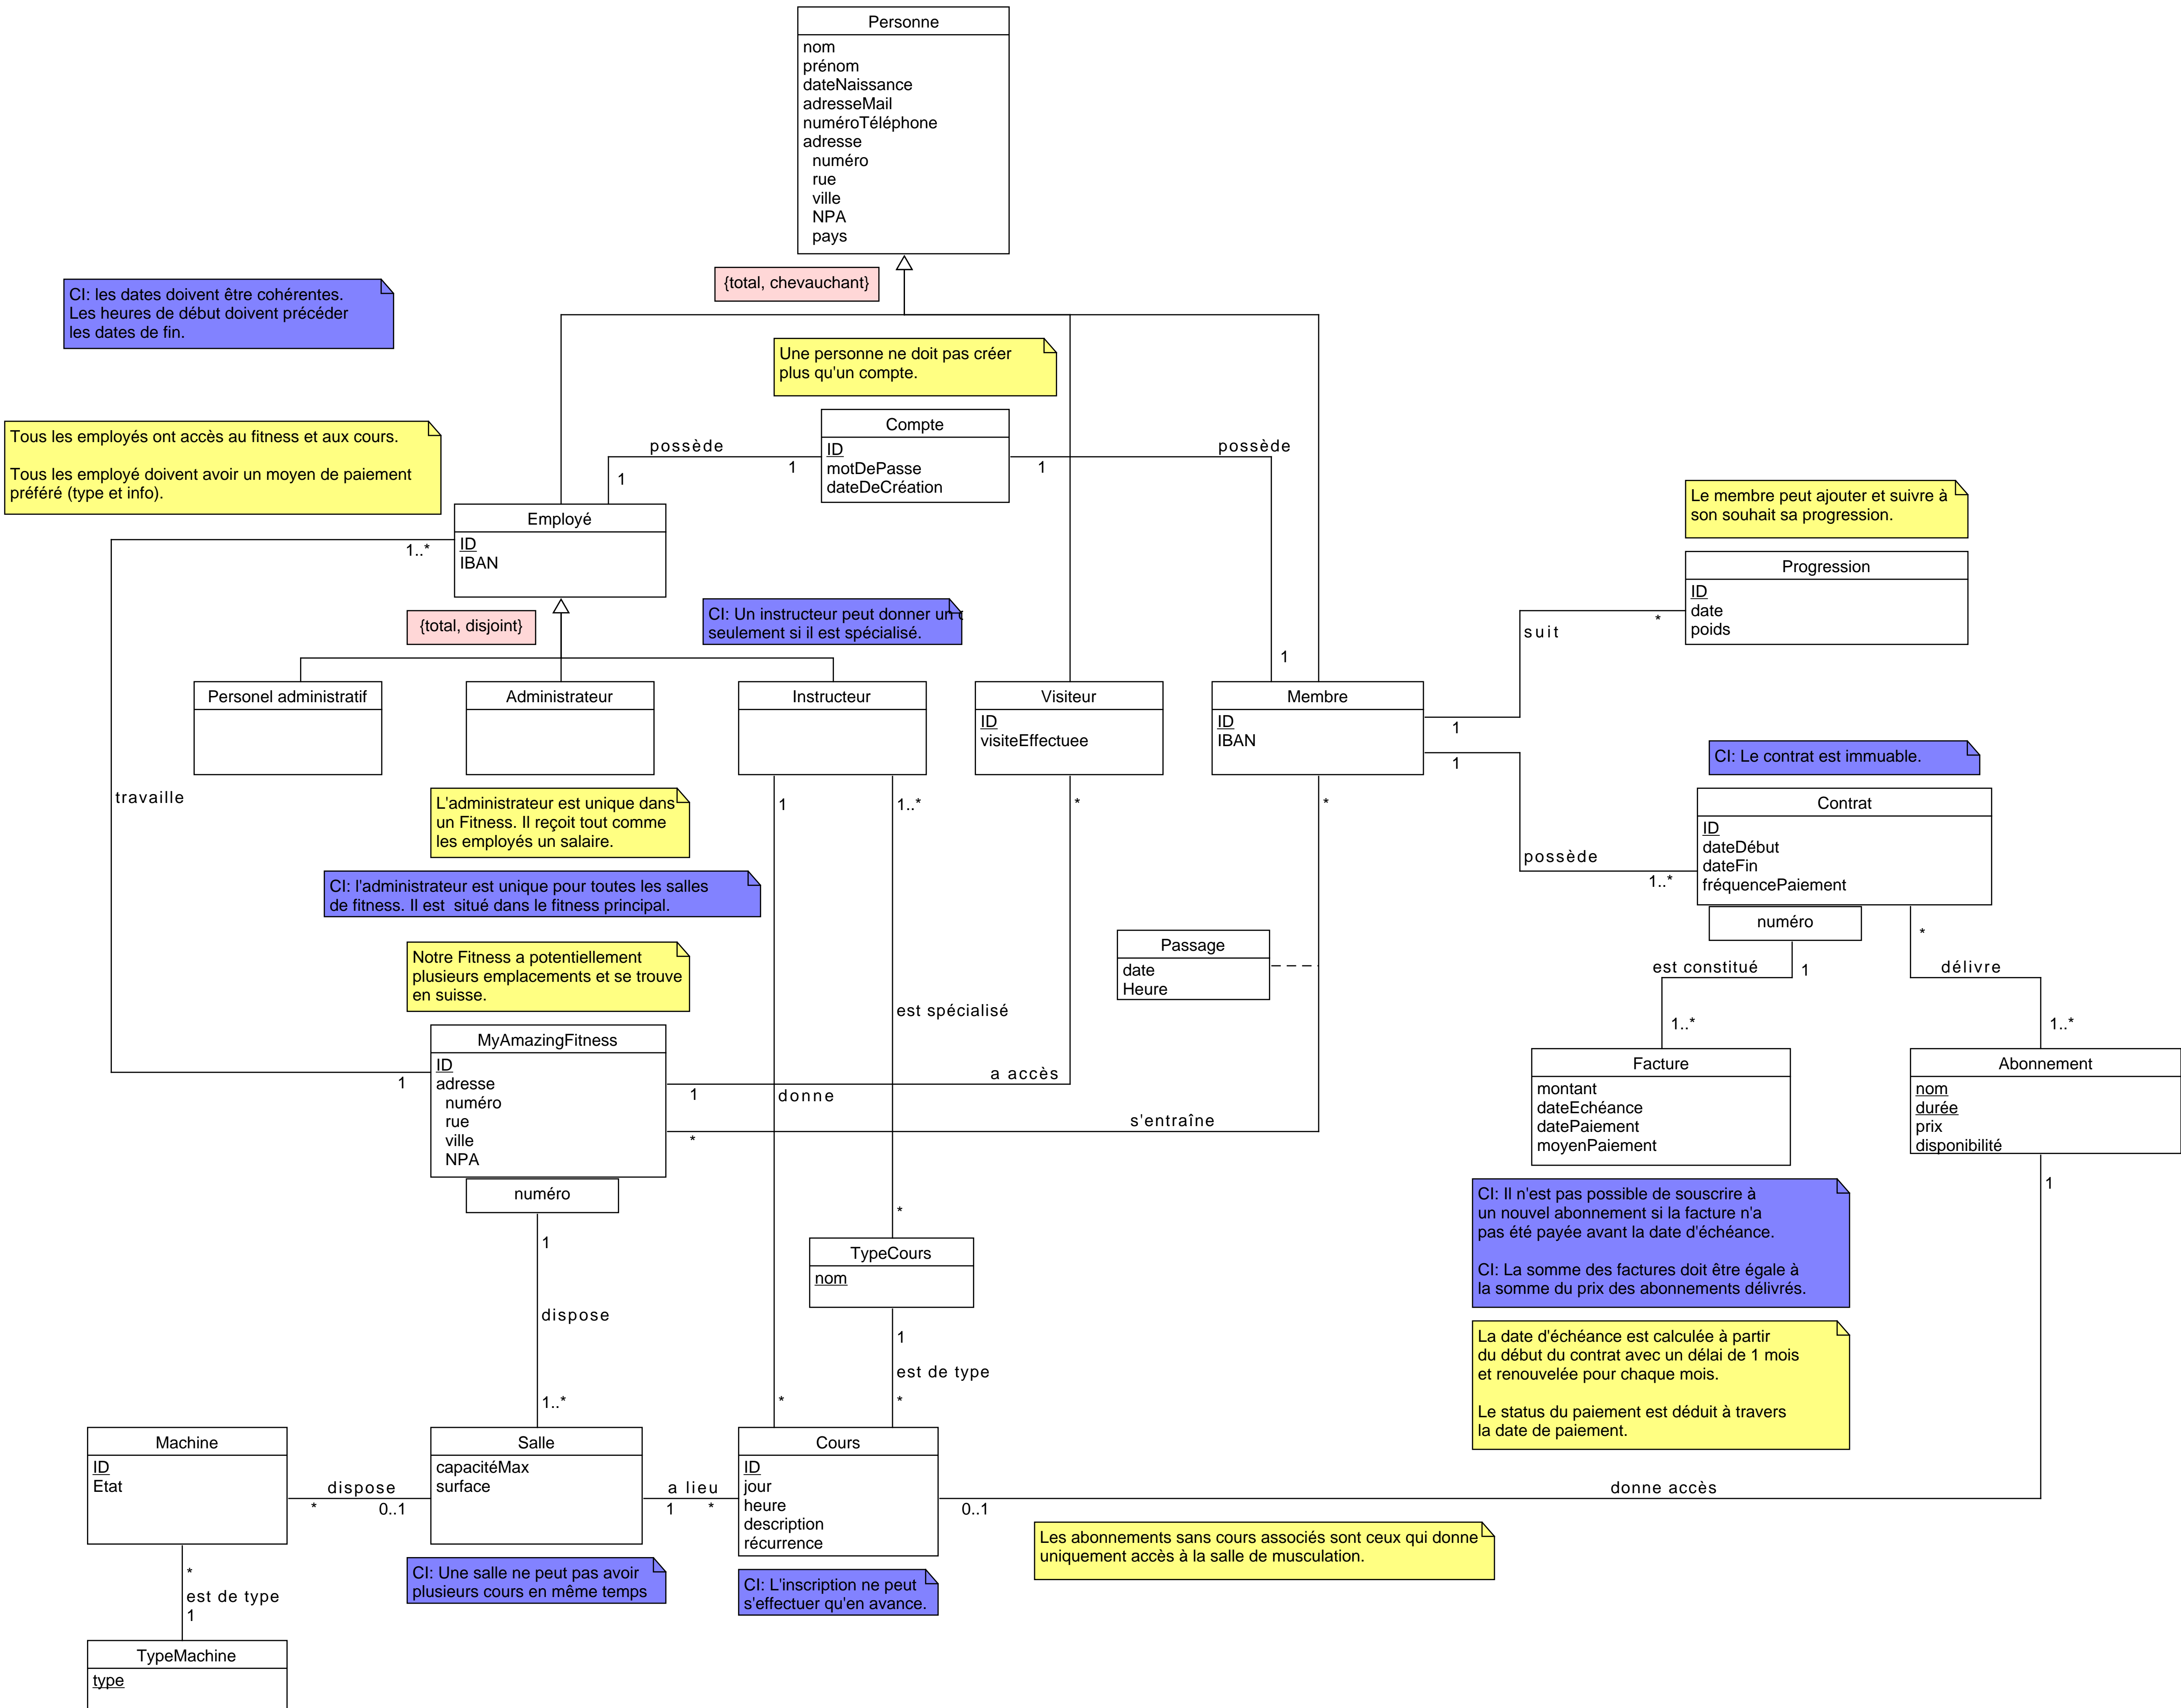 Personne
nom
prénom
dateNaissance
adresseMail
numéroTéléphone
adresse
numéro
rue
ville
NPA
pays
{total, chevauchant}
CI: les dates doivent être cohérentes.
Les heures de début doivent précéder
les dates de fin.
Une personne ne doit pas créer
plus qu'un compte.
Tous les employés ont accès au fitness et aux cours.
Tous les employé doivent avoir un moyen de paiement
préféré (type et info).
possède
1
1
Compte
ID
motDePasse
dateDeCréation
1
possède
1
Employé
ID
IBAN
1..*
travaille
1
{total, disjoint}
CI: Un instructeur peut donner un
seulement si il est spécialisé.
Le membre peut ajouter et suivre à
son souhait sa progression.
Progression
ID
date
poids
suit
*
1
Personel administratif
Administrateur
Instructeur
Visiteur
ID
visiteEffectuee
Membre
ID
IBAN
1
possède
1..*
CI: Le contrat est immuable.
Contrat
ID
dateDébut
dateFin
fréquencePaiement
numéro
L'administrateur est unique dans
un Fitness. Il reçoit tout comme
les employés un salaire.
1
1..*
*
*
CI: l'administrateur est unique pour toutes les salles
de fitness. Il est situé dans le fitness principal.
Notre Fitness a potentiellement
plusieurs emplacements et se trouve
en suisse.
Passage
date
Heure
est constitué
1
*
délivre
1..*
1..*
est spécialisé
MyAmazingFitness
ID
adresse
numéro
rue
ville
NPA
numéro
a accès
1
donne
s'entraîne
*
Facture
montant
dateEchéance
datePaiement
moyenPaiement
Abonnement
nom
durée
prix
disponibilité
CI: Il n'est pas possible de souscrire à
un nouvel abonnement si la facture n'a
pas été payée avant la date d'échéance.
CI: La somme des factures doit être égale à
la somme du prix des abonnements délivrés.
1
*
1
TypeCours
nom
dispose
1
est de type
La date d'échéance est calculée à partir
du début du contrat avec un délai de 1 mois
et renouvelée pour chaque mois.
Le status du paiement est déduit à travers
la date de paiement.
1..*
*
*
Machine
ID
Etat
dispose
*
0..1
Salle
capacitéMax
surface
a lieu
1
*
Cours
ID
jour
heure
description
récurrence
0..1
donne accès
Les abonnements sans cours associés sont ceux qui donne
uniquement accès à la salle de musculation.
CI: Une salle ne peut pas avoir
plusieurs cours en même temps
CI: L'inscription ne peut
s'effectuer qu'en avance.
*
est de type
1
TypeMachine
type